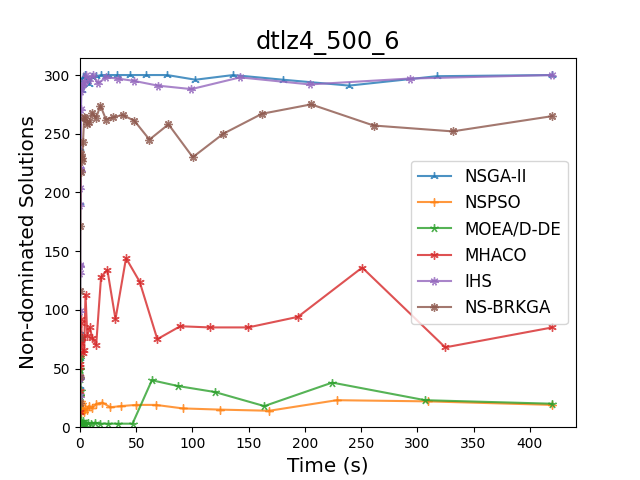 dtlz4_500_6
Non-dominated Solutions
300
250
200
150
100
50
0
NSGA-II
NSPSO
MOEA/D-DE
MHACO
IHS
NS-BRKGA
0 50 100 150 200 250 300 350 400
Time (s)